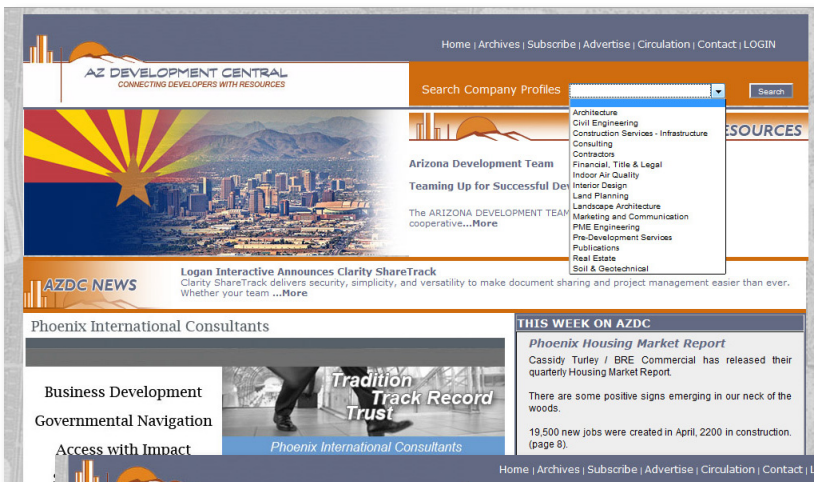 Home | Archives | Subscribe | Advertise | Circulation | Contact | LOGIN
AZ DEVELOPMENT CENTRAL
CONNECTING DEVELOPERS WITH RESOURCES
Search Company Profiles
Search
Architecture
Civil Engineering
Construction Services - Infrastructure
Consulting
Contractors
Financial, Title & Legal
Indoor Air Quality
Interior Design
Land Planning
Landscape Architecture
Marketing and Communication
PME Engineering
Pre-Development Services
Publications
Real Estate
Soil & Geotechnical
ESOURCES
Arizona Development Team
Teaming Up for Successful Dev
The ARIZONA DEVELOPMENT TEAM
cooperative...More
AZDC NEWS
Logan Interactive Announces Clarity ShareTrack
Clarity ShareTrack delivers security, simplicity, and versatility to make document sharing and project management easier than ever.
Whether your team ...More
Phoenix International Consultants
Business Development
Governmental Navigation
Access with Impact
Tradition
Track Record
Trust
Phoenix International Consultants
THIS WEEK ON AZDC
Phoenix Housing Market Report
Cassidy Turley / BRE Commercial has released their
quarterly Housing Market Report.
There are some positive signs emerging in our neck of the
woods.
19,500 new jobs were created in April, 2200 in construction.
(page 8).
Home | Archives | Subscribe | Advertise | Circulation | Contact | L